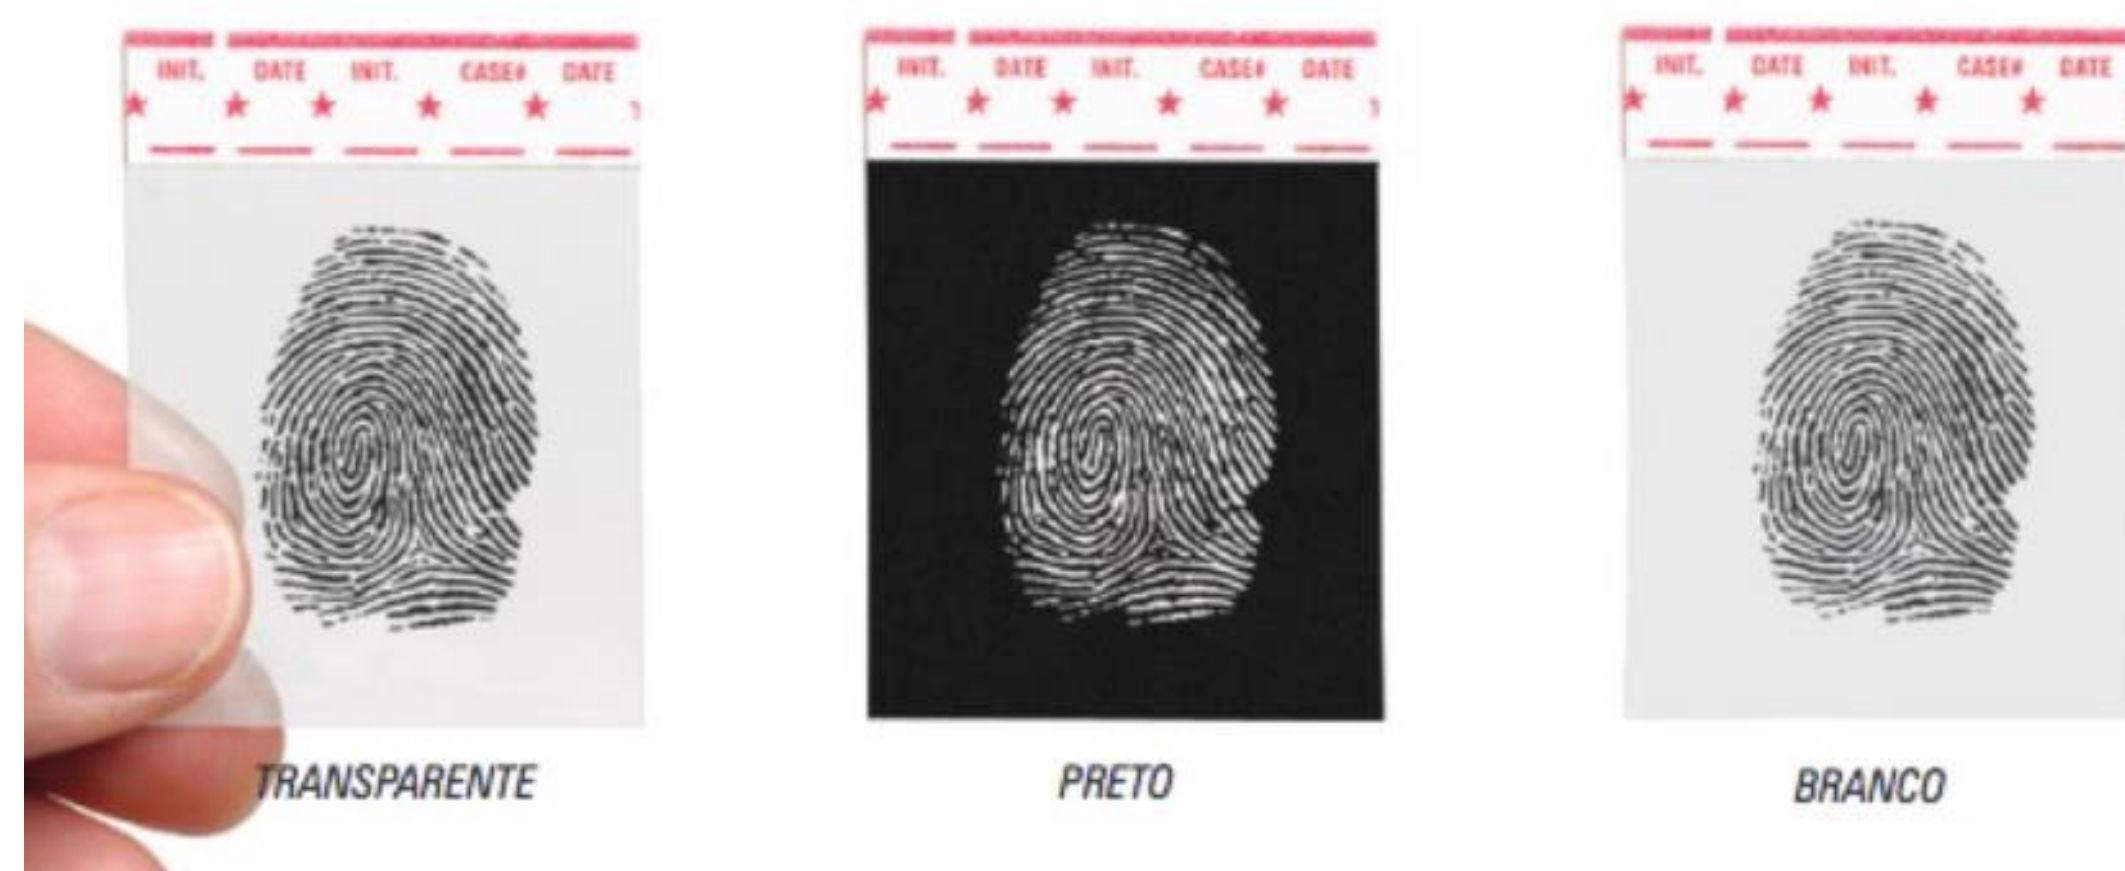 INIT. DATE INIT. CASE# DATE
TRANSPARENTE
INIT. DATE INIT. CASE# DATE
PRETO
INIT. DATE INIT. CASE# DATE
BRANCO